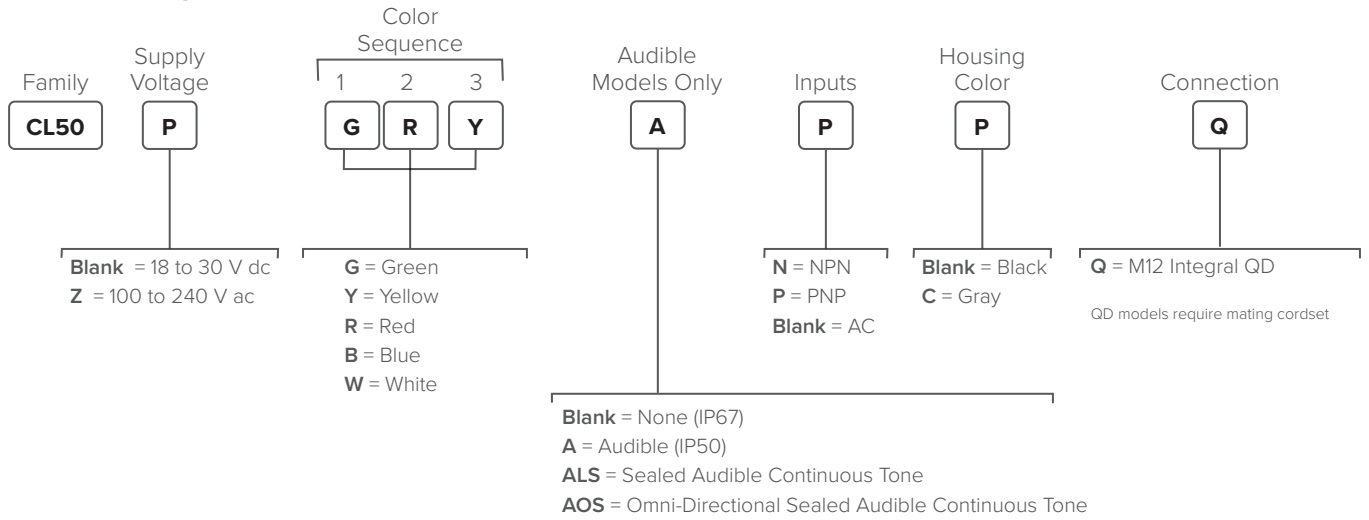 Color
Sequence
Family
Supply
Voltage
1 2 3
Audible
Models Only
Inputs
Housing
Color
Connection
CL50 P G R Y A P P Q
Blank = 18 to 30 V dc
Z = 100 to 240 V ac
G = Green
Y = Yellow
R = Red
B = Blue
W = White
N = NPN
P = PNP
Blank = AC
Blank = Black
C = Gray
Q = M12 Integral QD
QD models require mating cordset
Blank = None (IP67)
A = Audible (IP50)
ALS = Sealed Audible Continuous Tone
AOS = Omni-Directional Sealed Audible Continuous Tone